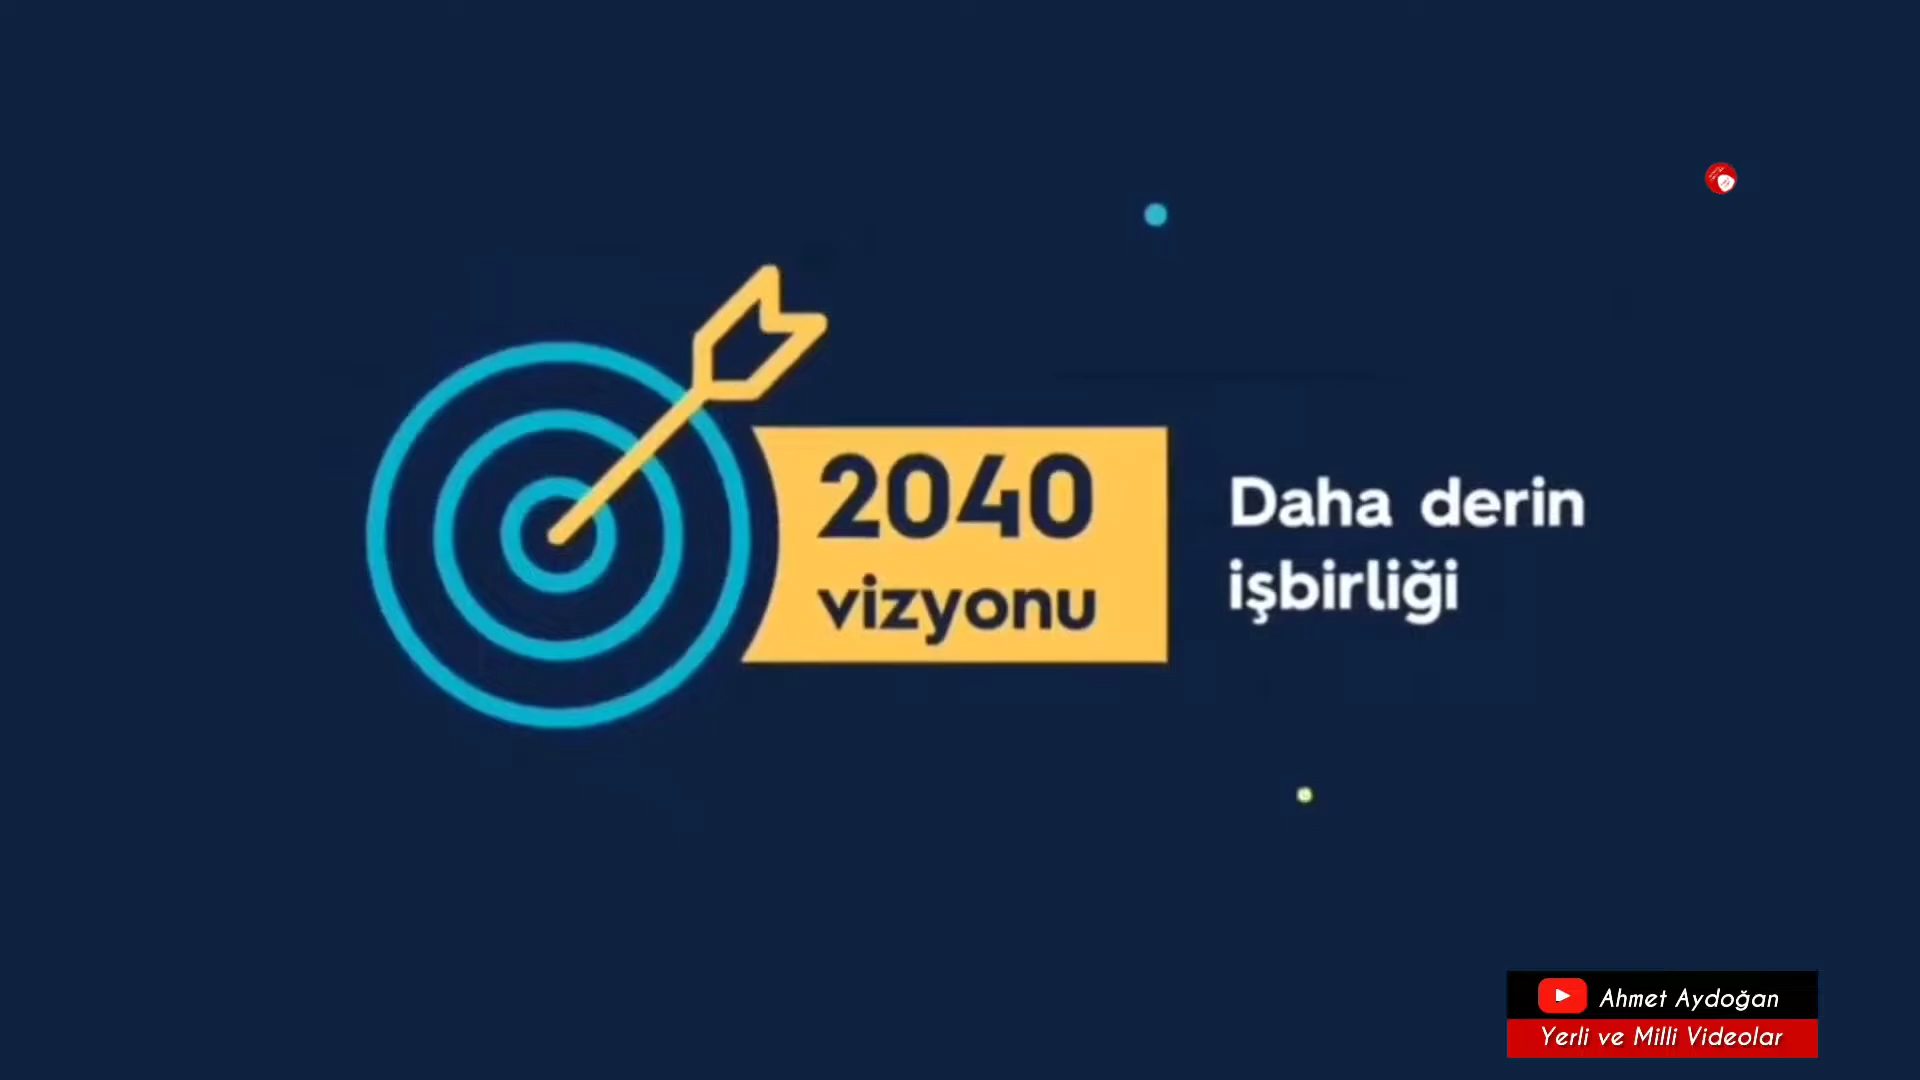 2040
vizyonu
Daha derin
işbirliği
Ahmet Aydoğan
Yerli ve Milli Videolar